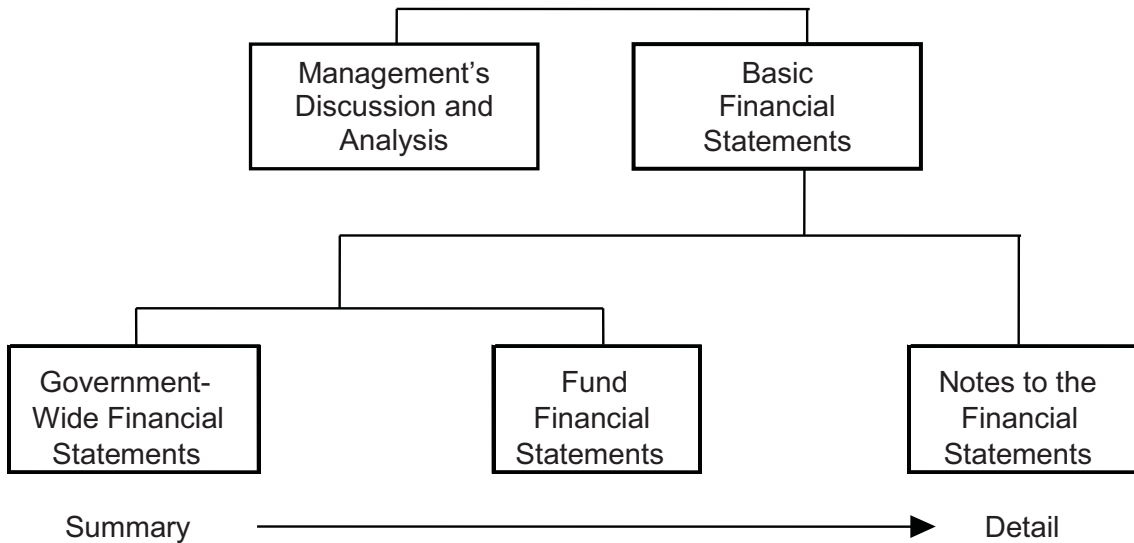 Management’s
Discussion and
Analysis
Basic
Financial
Statements
Government-
Wide Financial
Statements
Fund
Financial
Statements
Notes to the
Financial
Statements
Summary
Detail